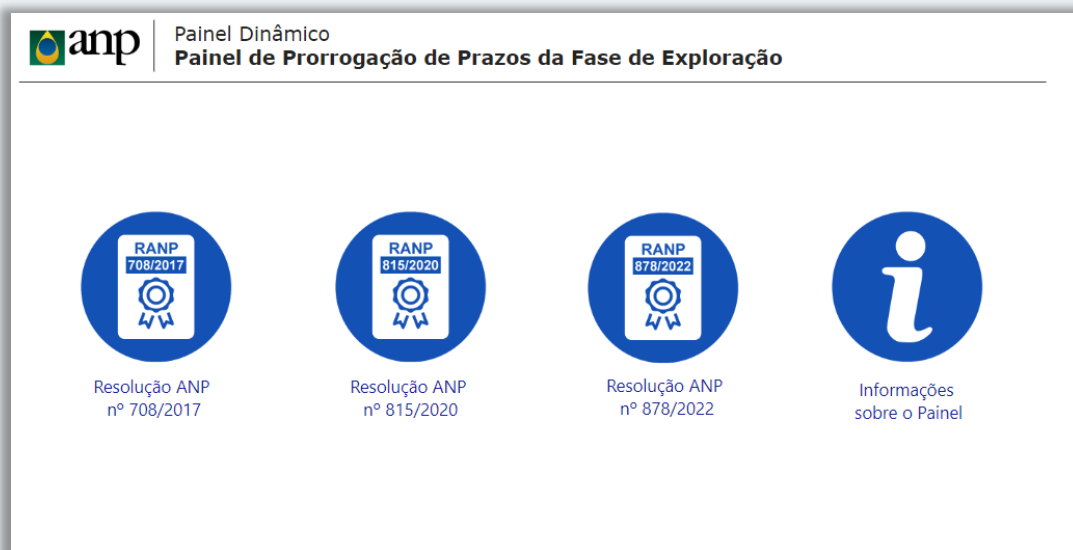 anp
Painel Dinâmico
Painel de Prorrogação de Prazos da Fase de Exploração
RANP
708/2017
RANP
815/2020
RANP
878/2022
Resolução ANP
nº 708/2017
Resolução ANP
nº 815/2020
Resolução ANP
nº 878/2022
Informações
sobre o Painel